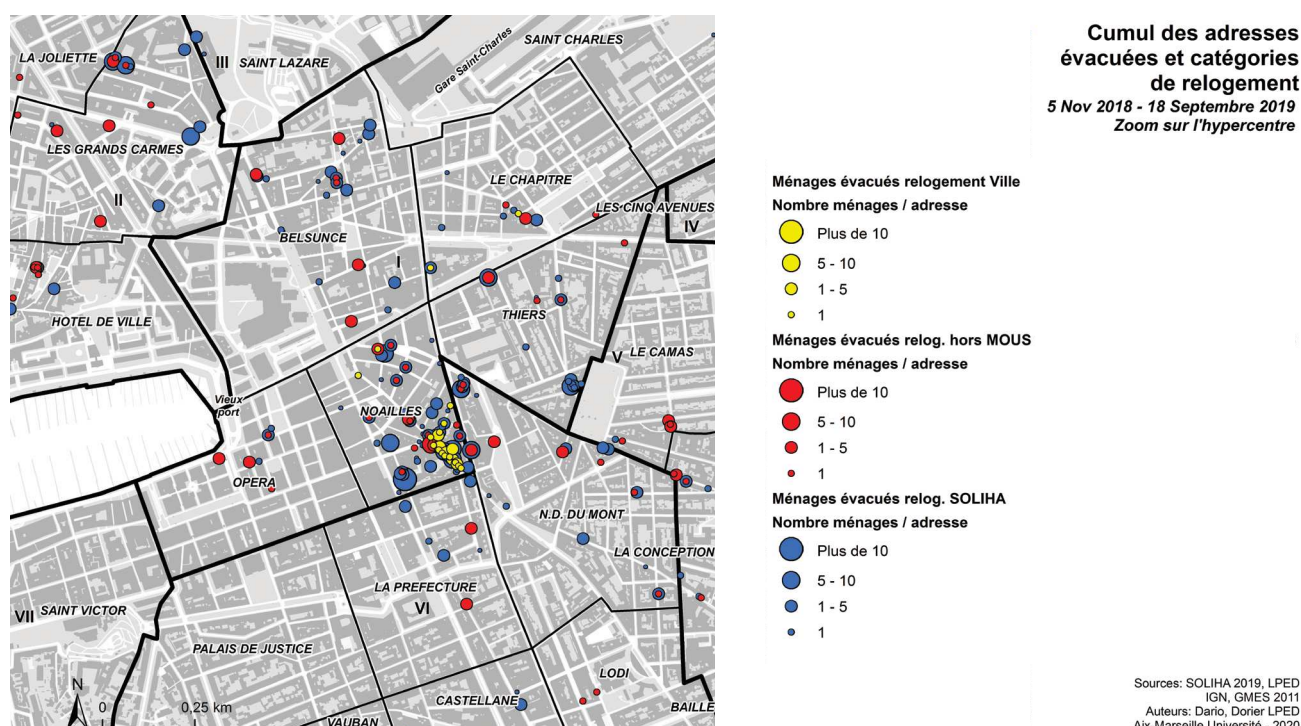 Cumul des adresses
évacuées et catégories
de relogement
5 Nov 2018 - 18 Septembre 2019
Zoom sur l'hypercentre
LA JOLIETTE
III
SAINT LAZARE
Gare Saint-Charles
SAINT CHARLES
LES GRANDS CARMES
II
LE CHAPITRE
LES CINQ AVENUES
IV
BELSUNCE
I
HOTEL DE VILLE
THIERS
V
LE CAMAS
Vieux
port
NOAILLES
OPERA
N.D. DU MONT
LA CONCEPTION
LA PREFECTURE
VI
VII
SAINT VICTOR
PALAIS DE JUSTICE
LODI
CASTELLANE
BAILLE
VAUBAN
N
0
0.25 km
Ménages évacués relogement Ville
Nombre ménages / adresse
Plus de 10
5 - 10
1 - 5
1
Ménages évacués relog. hors MOUS
Nombre ménages / adresse
Plus de 10
5 - 10
1 - 5
1
Ménages évacués relog. SOLIHA
Nombre ménages / adresse
Plus de 10
5 - 10
1 - 5
1
Sources: SOLIHA 2019, LPED
IGN, GMES 2011
Auteurs: Dario, Dorier LPED
Aix Marseille Université, 2020